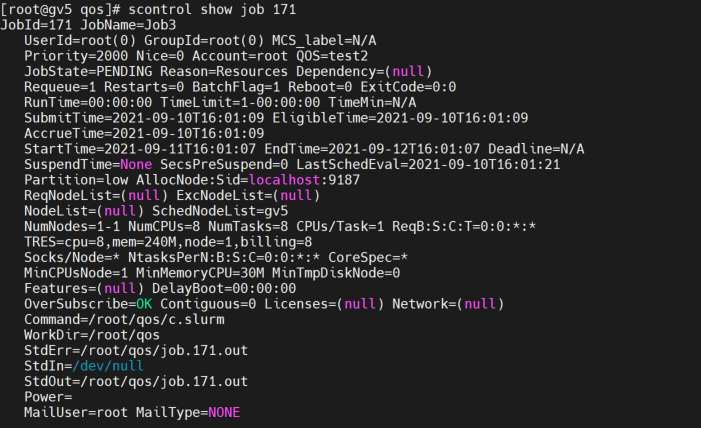 [root@gv5 qos]# scontrol show job 171
JobId=171 JobName=Job3
UserId=root(0) GroupId=root(0) MCS_label=N/A
Priority=2000 Nice=0 Account=root QOS=test2
JobState=PENDING Reason=Resources Dependency=(null)
Requeue=1 Restarts=0 BatchFlag=1 Reboot=0 ExitCode=0:0
RunTime=00:00:00 TimeLimit=1-00:00:00 TimeMin=N/A
SubmitTime=2021-09-10T16:01:09 EligibleTime=2021-09-10T16:01:09
AccrueTime=2021-09-10T16:01:09
StartTime=2021-09-11T16:01:07 EndTime=2021-09-12T16:01:07 Deadline=N/A
SuspendTime=None SecsPreSuspend=0 LastSchedEval=2021-09-10T16:01:21
Partition=low AllocNode:Sid=localhost:9187
ReqNodeList=(null) ExcNodeList=(null)
NodeList=(null) SchedNodeList=gv5
NumNodes=1-1 NumCPUs=8 NumTasks=8 CPUs/Task=1 ReqB:S:C:T=0:0:*:*
TRES=cpu=8,mem=240M,node=1,billing=8
Socks/Node=* NtasksPerN:B:S:C=0:0:*:* CoreSpec=*
MinCPUsNode=1 MinMemoryCPU=30M MinTmpDiskNode=0
Features=(null) DelayBoot=00:00:00
OverSubscribe=OK Contiguous=0 Licenses=(null) Network=(null)
Command=/root/qos/c.slurm
WorkDir=/root/qos
StdErr=/root/qos/job.171.out
StdIn=/dev/null
StdOut=/root/qos/job.171.out
Power=
MailUser=root MailType=NONE